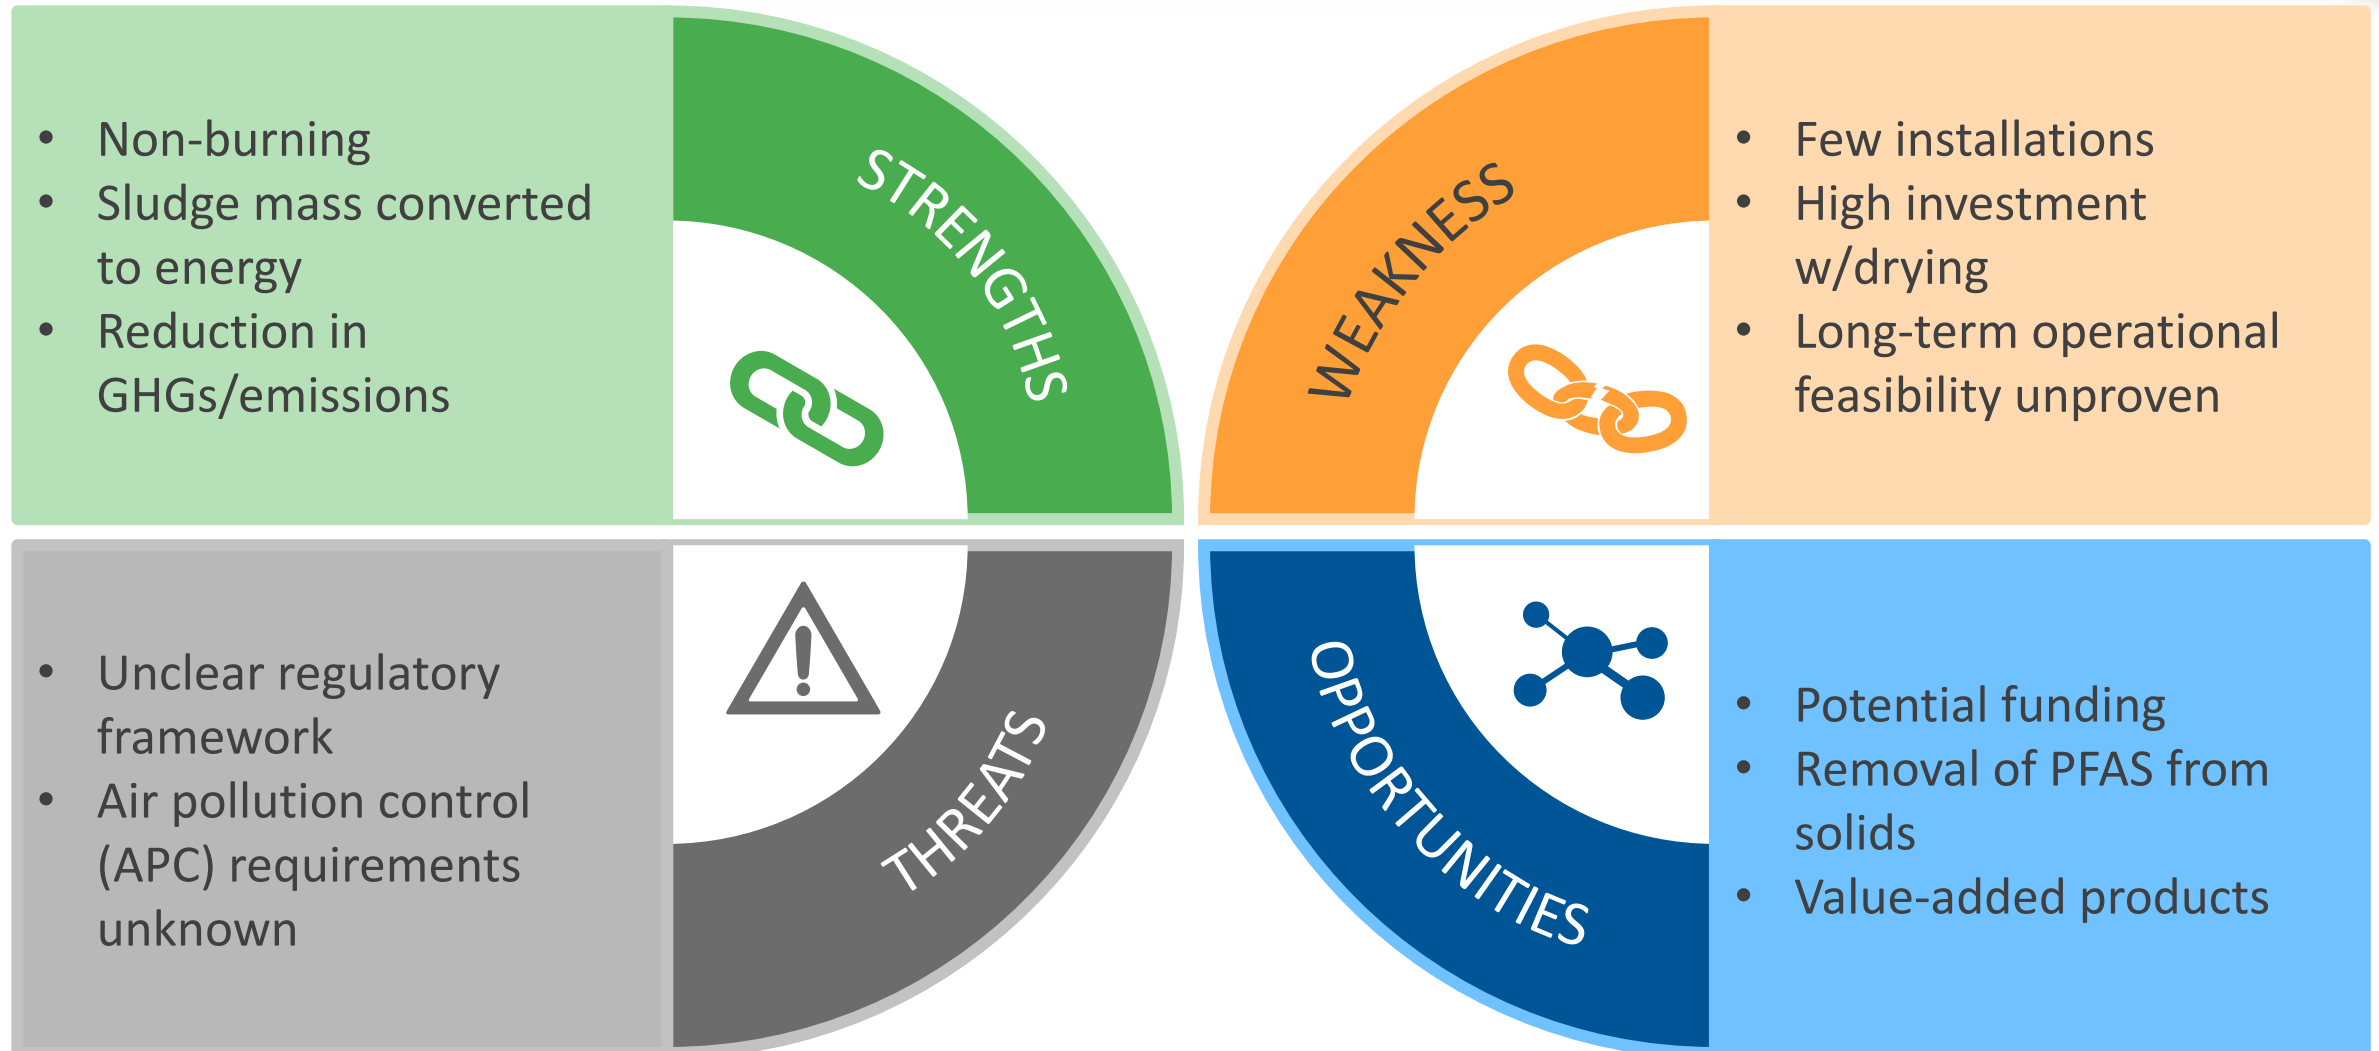 STRENGTHS
• Non-burning
• Sludge mass converted
to energy
• Reduction in
GHGs/emissions
WEAKNESS
• Few installations
• High investment
w/drying
• Long-term operational
feasibility unproven
THREATS
• Unclear regulatory
framework
• Air pollution control
(APC) requirements
unknown
OPPORTUNITIES
• Potential funding
• Removal of PFAS from
solids
• Value-added products